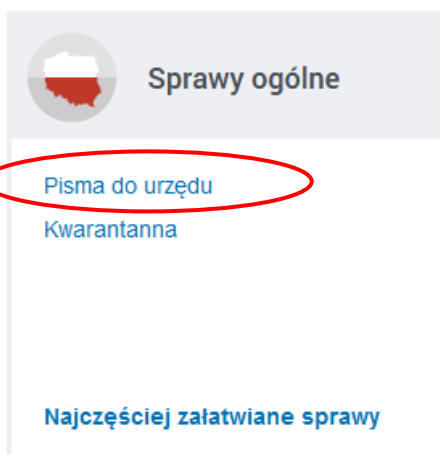 Sprawy ogólne
Pisma do urzędu
Kwarantanna
Najczęściej załatwiane sprawy